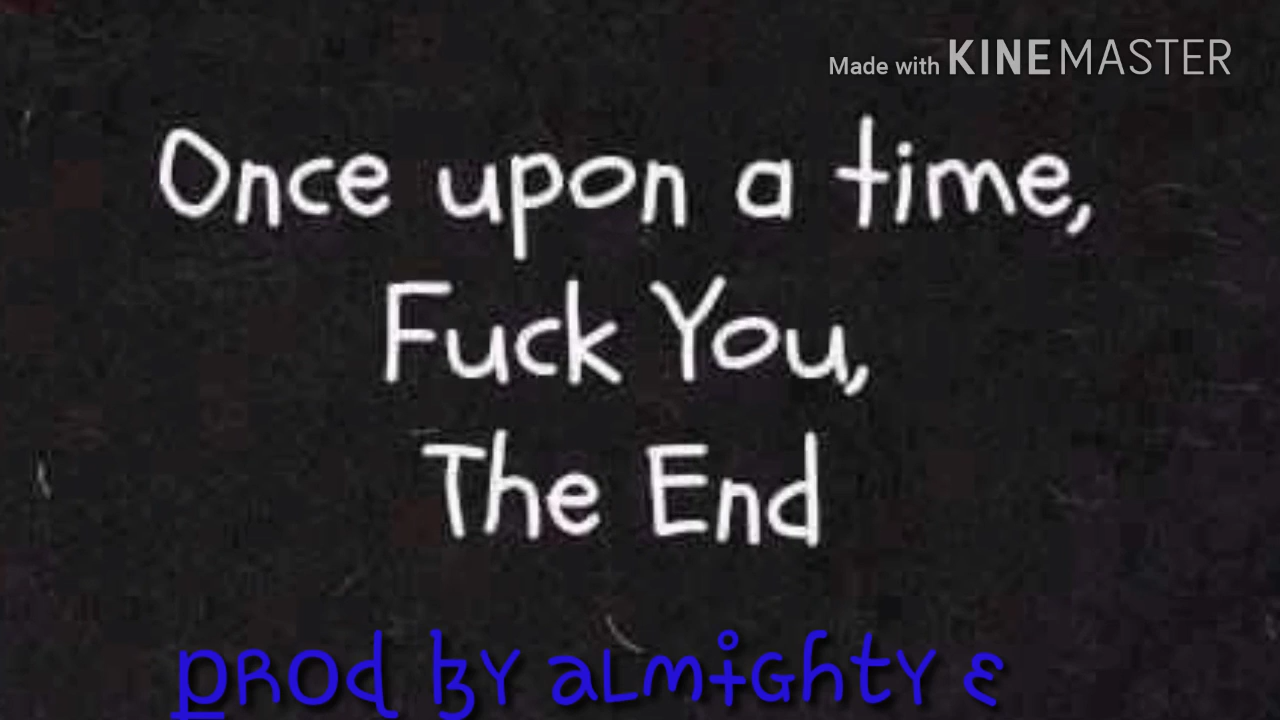 Made with KINEMASTER
Once upon a time,
Fuck You,
The End
prod by almighty ε